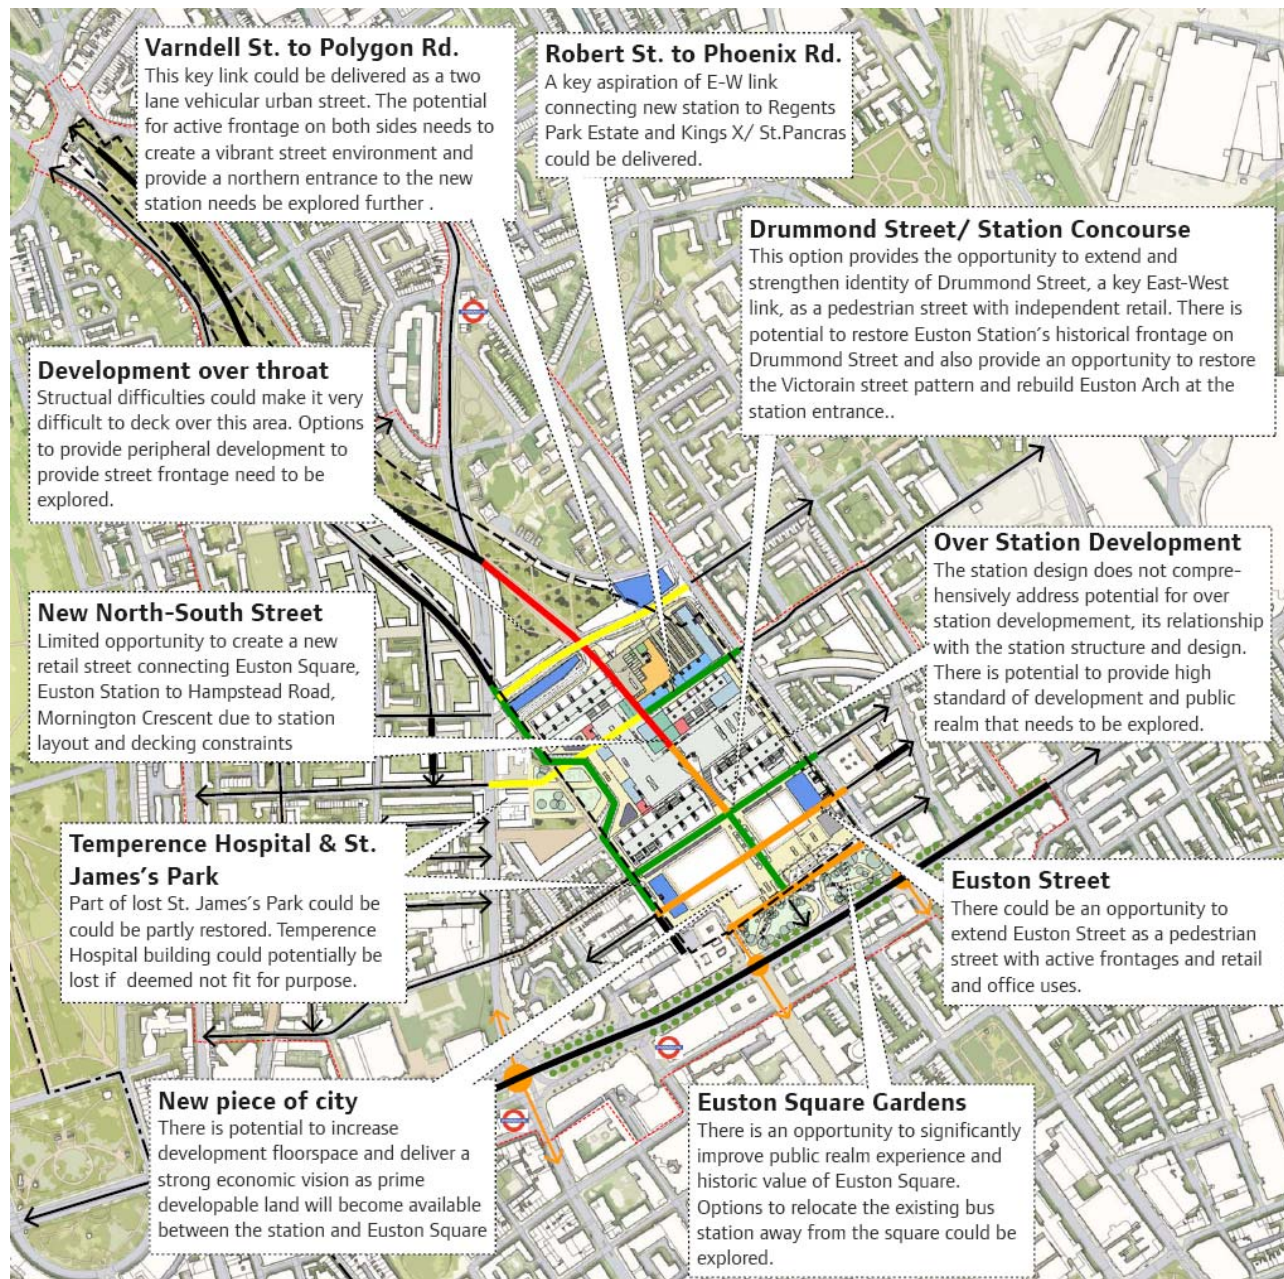 Varndell St. to Polygon Rd.
This key link could be delivered as a two
lane vehicular urban street. The potential
for active frontage on both sides needs to
create a vibrant street environment and
provide a northern entrance to the new
station needs be explored further .
Robert St. to Phoenix Rd.
A key aspiration of E-W link
connecting new station to Regents
Park Estate and Kings X/ St.Pancras
could be delivered.
Drummond Street/ Station Concourse
This option provides the opportunity to extend and
strengthen identity of Drummond Street, a key East-West
link, as a pedestrian street with independent retail. There is
potential to restore Euston Station's historical frontage on
Drummond Street and also provide an opportunity to restore
the Victorain street pattern and rebuild Euston Arch at the
station entrance..
Development over throat
Structual difficulties could make it very
difficult to deck over this area. Options
to provide peripheral development to
provide street frontage need to be
explored.
Over Station Development
The station design does not compre-
hensively address potential for over
station developmement, its relationship
with the station structure and design.
There is potential to provide high
standard of development and public
realm that needs to be explored.
New North-South Street
Limited opportunity to create a new
retail street connecting Euston Square,
Euston Station to Hampstead Road,
Mornington Crescent due to station
layout and decking constraints
Temperence Hospital & St.
James's Park
Part of lost St. James's Park could be
could be partly restored. Temperence
Hospital building could potentially be
lost if  deemed not fit for purpose.
Euston Street
There could be an opportunity to
extend Euston Street as a pedestrian
street with active frontages and retail
and office uses.
New piece of city
There is potential to increase
development floorspace and deliver a
strong economic vision as prime
developable land will become available
between the station and Euston Square
Euston Square Gardens
There is an opportunity to significantly
improve public realm experience and
historic value of Euston Square.
Options to relocate the existing bus
station away from the square could be
explored.